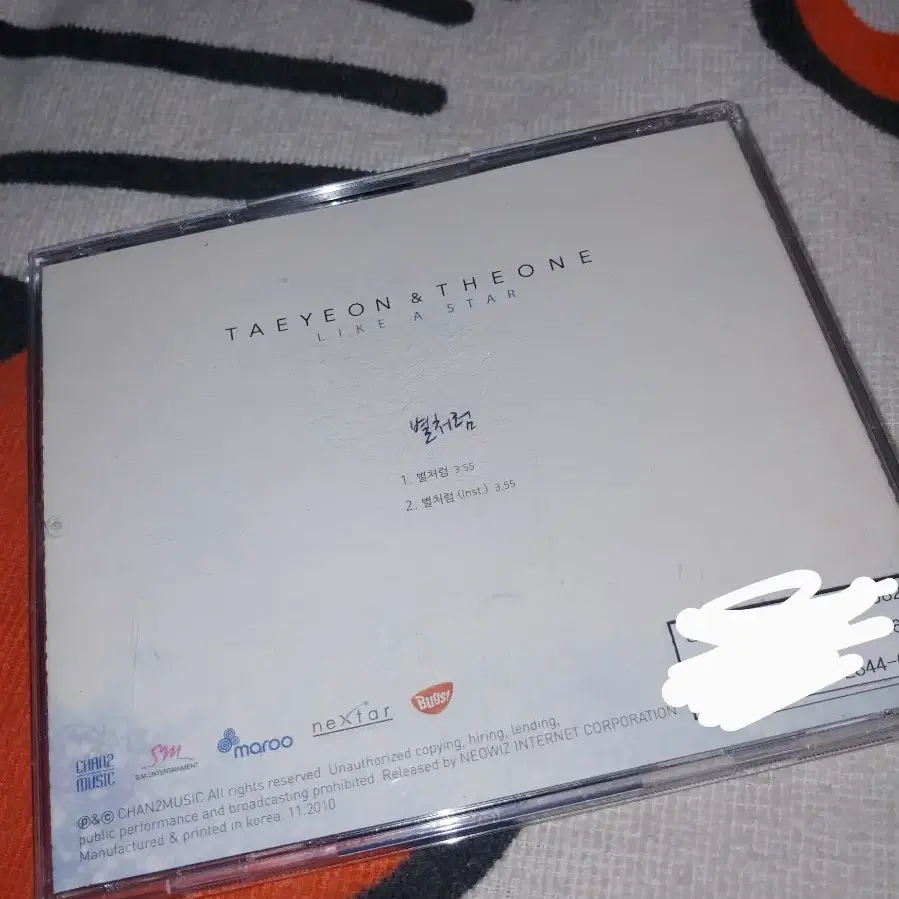 TAEYEON & THEONE
LIKE A STAR
별처럼
1. 별처럼 3:55
2. 별처럼 (Inst.) 3:55
CHAN2 MUSIC
SM
S.M. ENTERTAINMENT
maroo
nextar
Bugs!
℗&© CHAN2MUSIC All rights reserved. Unauthorized copying, hiring, lending,
public performance and broadcasting prohibited. Released by NEOWIZ INTERNET CORPORATION.
Manufactured & printed in korea. 11.2010